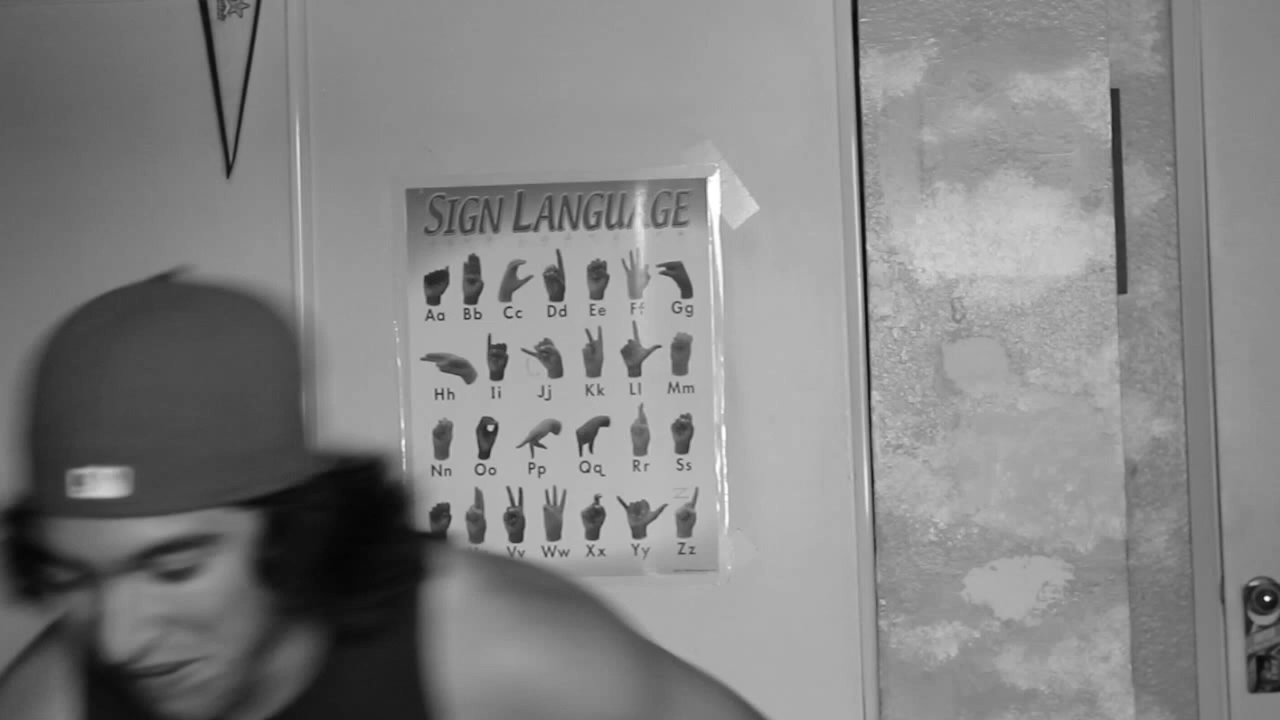 SIGN LANGUAGE
Aa Bb Cc Dd Ee Ff Gg
Hh Ii Jj Kk Ll Mm
Nn Oo Pp Qq Rr Ss
Vv Ww Xx Yy Zz